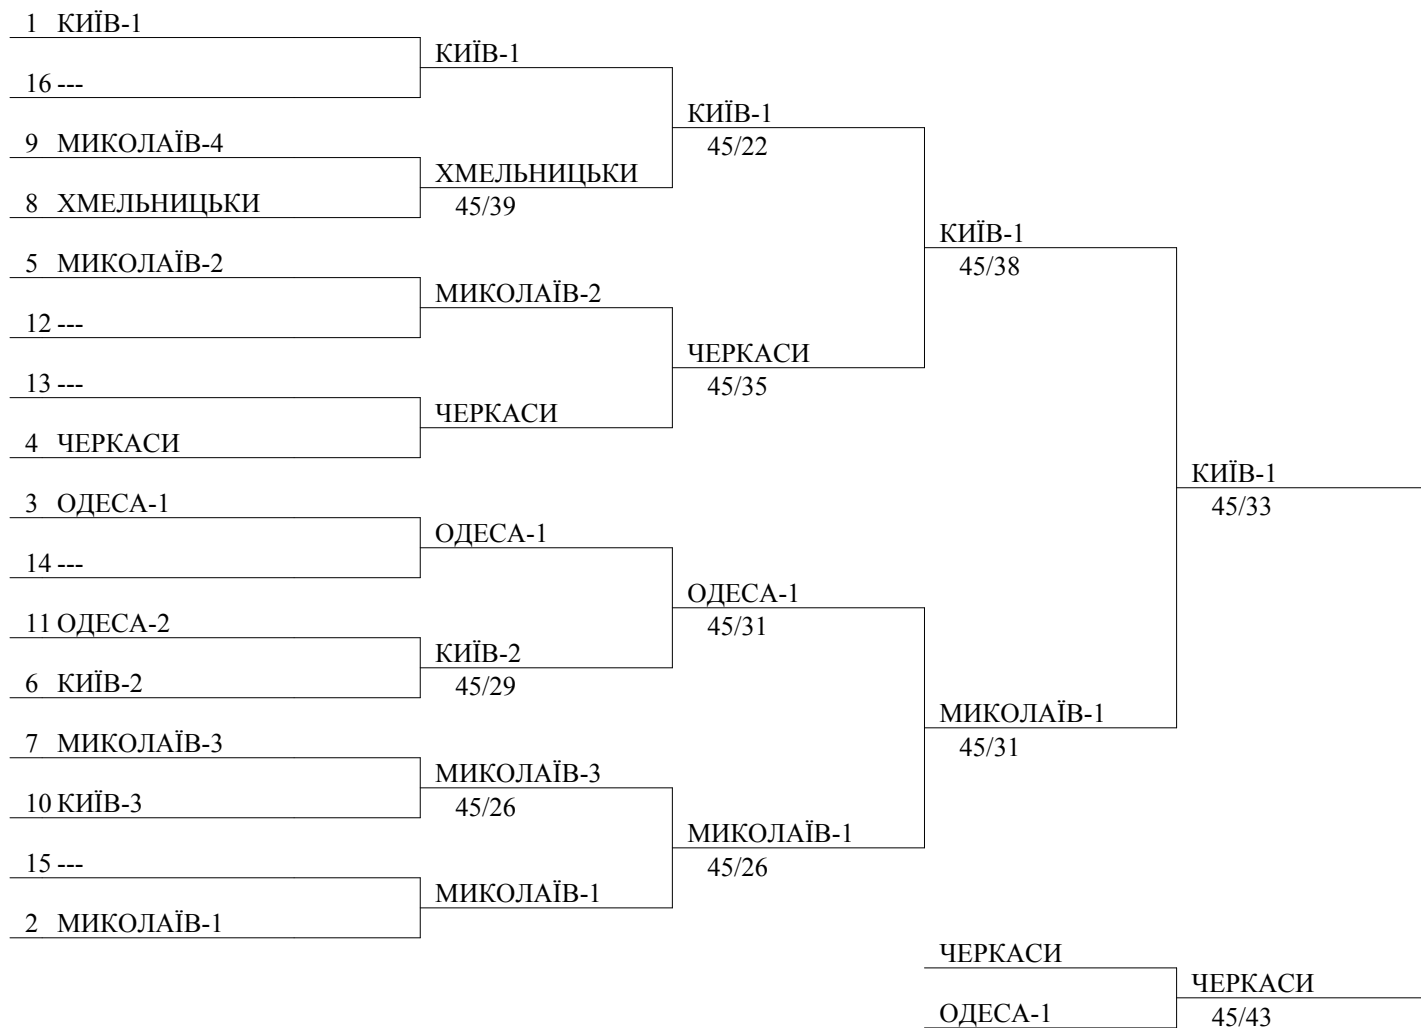 1 КИЇВ-1
16 ---
9 МИКОЛАЇВ-4
8 ХМЕЛЬНИЦЬКИ
5 МИКОЛАЇВ-2
12 ---
13 ---
4 ЧЕРКАСИ
3 ОДЕСА-1
14 ---
11 ОДЕСА-2
6 КИЇВ-2
7 МИКОЛАЇВ-3
10 КИЇВ-3
15 ---
2 МИКОЛАЇВ-1
КИЇВ-1
ХМЕЛЬНИЦЬКИ
45/39
МИКОЛАЇВ-2
ЧЕРКАСИ
ОДЕСА-1
КИЇВ-2
45/29
МИКОЛАЇВ-3
45/26
МИКОЛАЇВ-1
КИЇВ-1
45/22
ЧЕРКАСИ
45/35
ОДЕСА-1
45/31
МИКОЛАЇВ-1
45/26
КИЇВ-1
45/38
МИКОЛАЇВ-1
45/31
КИЇВ-1
45/33
ЧЕРКАСИ
ОДЕСА-1
ЧЕРКАСИ
45/43